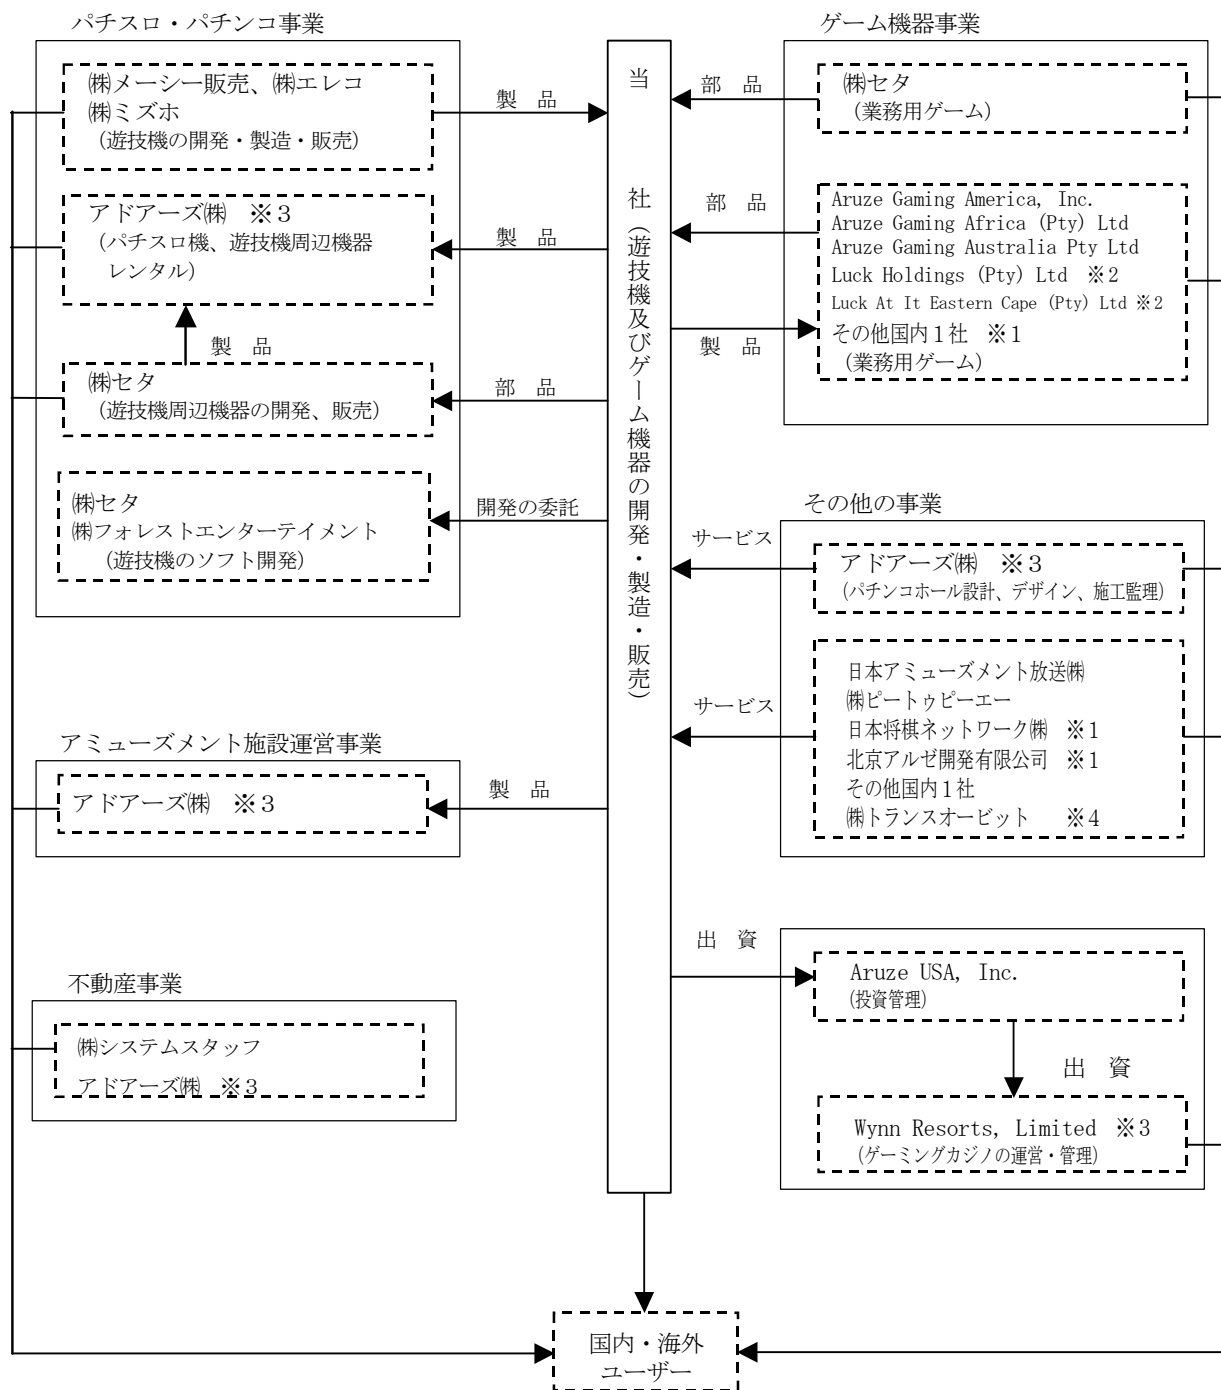 パチスロ・パチンコ事業
㈱メーシー販売、㈱エレコ
㈱ミズホ
(遊技機の開発・製造・販売)
製 品
アドアーズ㈱ ※3
(パチスロ機、遊技機周辺機器
レンタル)
製 品
製 品
㈱セタ
(遊技機周辺機器の開発、販売)
部 品
㈱セタ
㈱フォレストエンターテイメント
(遊技機のソフト開発)
開発の委託
アミューズメント施設運営事業
アドアーズ㈱ ※3
製 品
不動産事業
㈱システムスタッフ
アドアーズ㈱ ※3
当 社(遊技機及びゲーム機器の開発・製造・販売)
ゲーム機器事業
部 品
㈱セタ
(業務用ゲーム)
部 品
製 品
Aruze Gaming America, Inc.
Aruze Gaming Africa (Pty) Ltd
Aruze Gaming Australia Pty Ltd
Luck Holdings (Pty) Ltd ※2
Luck At It Eastern Cape (Pty) Ltd ※2
その他国内1社 ※1
(業務用ゲーム)
その他の事業
サービス
アドアーズ㈱ ※3
(パチンコホール設計、デザイン、施工監理)
サービス
日本アミューズメント放送㈱
㈱ピートゥピーエー
日本将棋ネットワーク㈱ ※1
北京アルゼ開発有限公司 ※1
その他国内1社
㈱トランスオービット ※4
出 資
Aruze USA, Inc.
(投資管理)
出 資
Wynn Resorts, Limited ※3
(ゲーミングカジノの運営・管理)
国内・海外
ユーザー